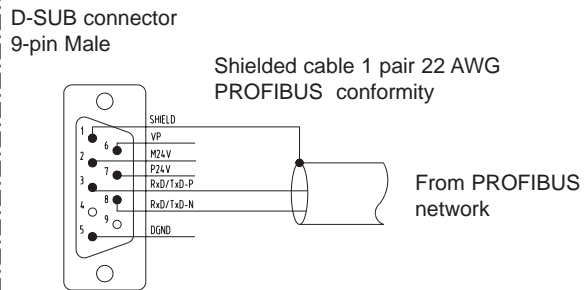 D-SUB connector
9-pin Male
Shielded cable 1 pair 22 AWG
PROFIBUS conformity
SHIELD
1
6
VP
2
M24V
7
P24V
3
RxD/TxD-P
8
RxD/TxD-N
4
9
5
DGND
From PROFIBUS
network